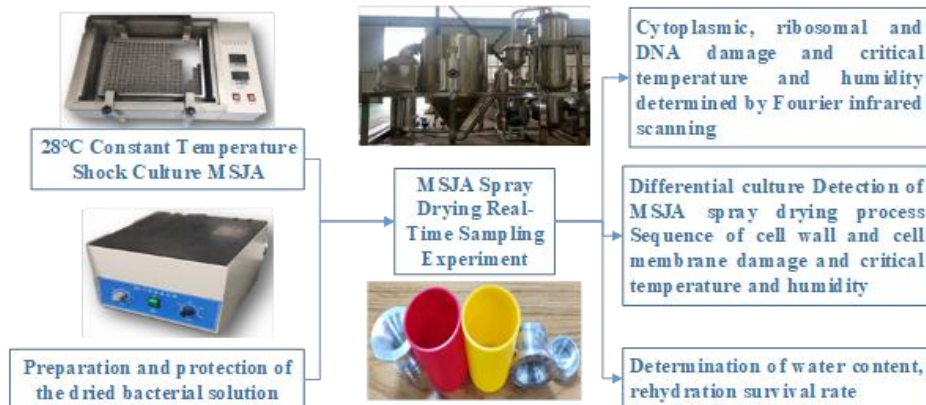 28°C Constant Temperature
Shock Culture MSJA
Preparation and protection of
the dried bacterial solution
MSJA Spray
Drying Real-
Time Sampling
Experiment
Cytoplasmic, ribosomal and
DNA damage and critical
temperature and humidity
determined by Fourier infrared
scanning
Differential culture Detection of
MSJA spray drying process
Sequence of cell wall and cell
membrane damage and critical
temperature and humidity
Determination of water content,
rehydration survival rate